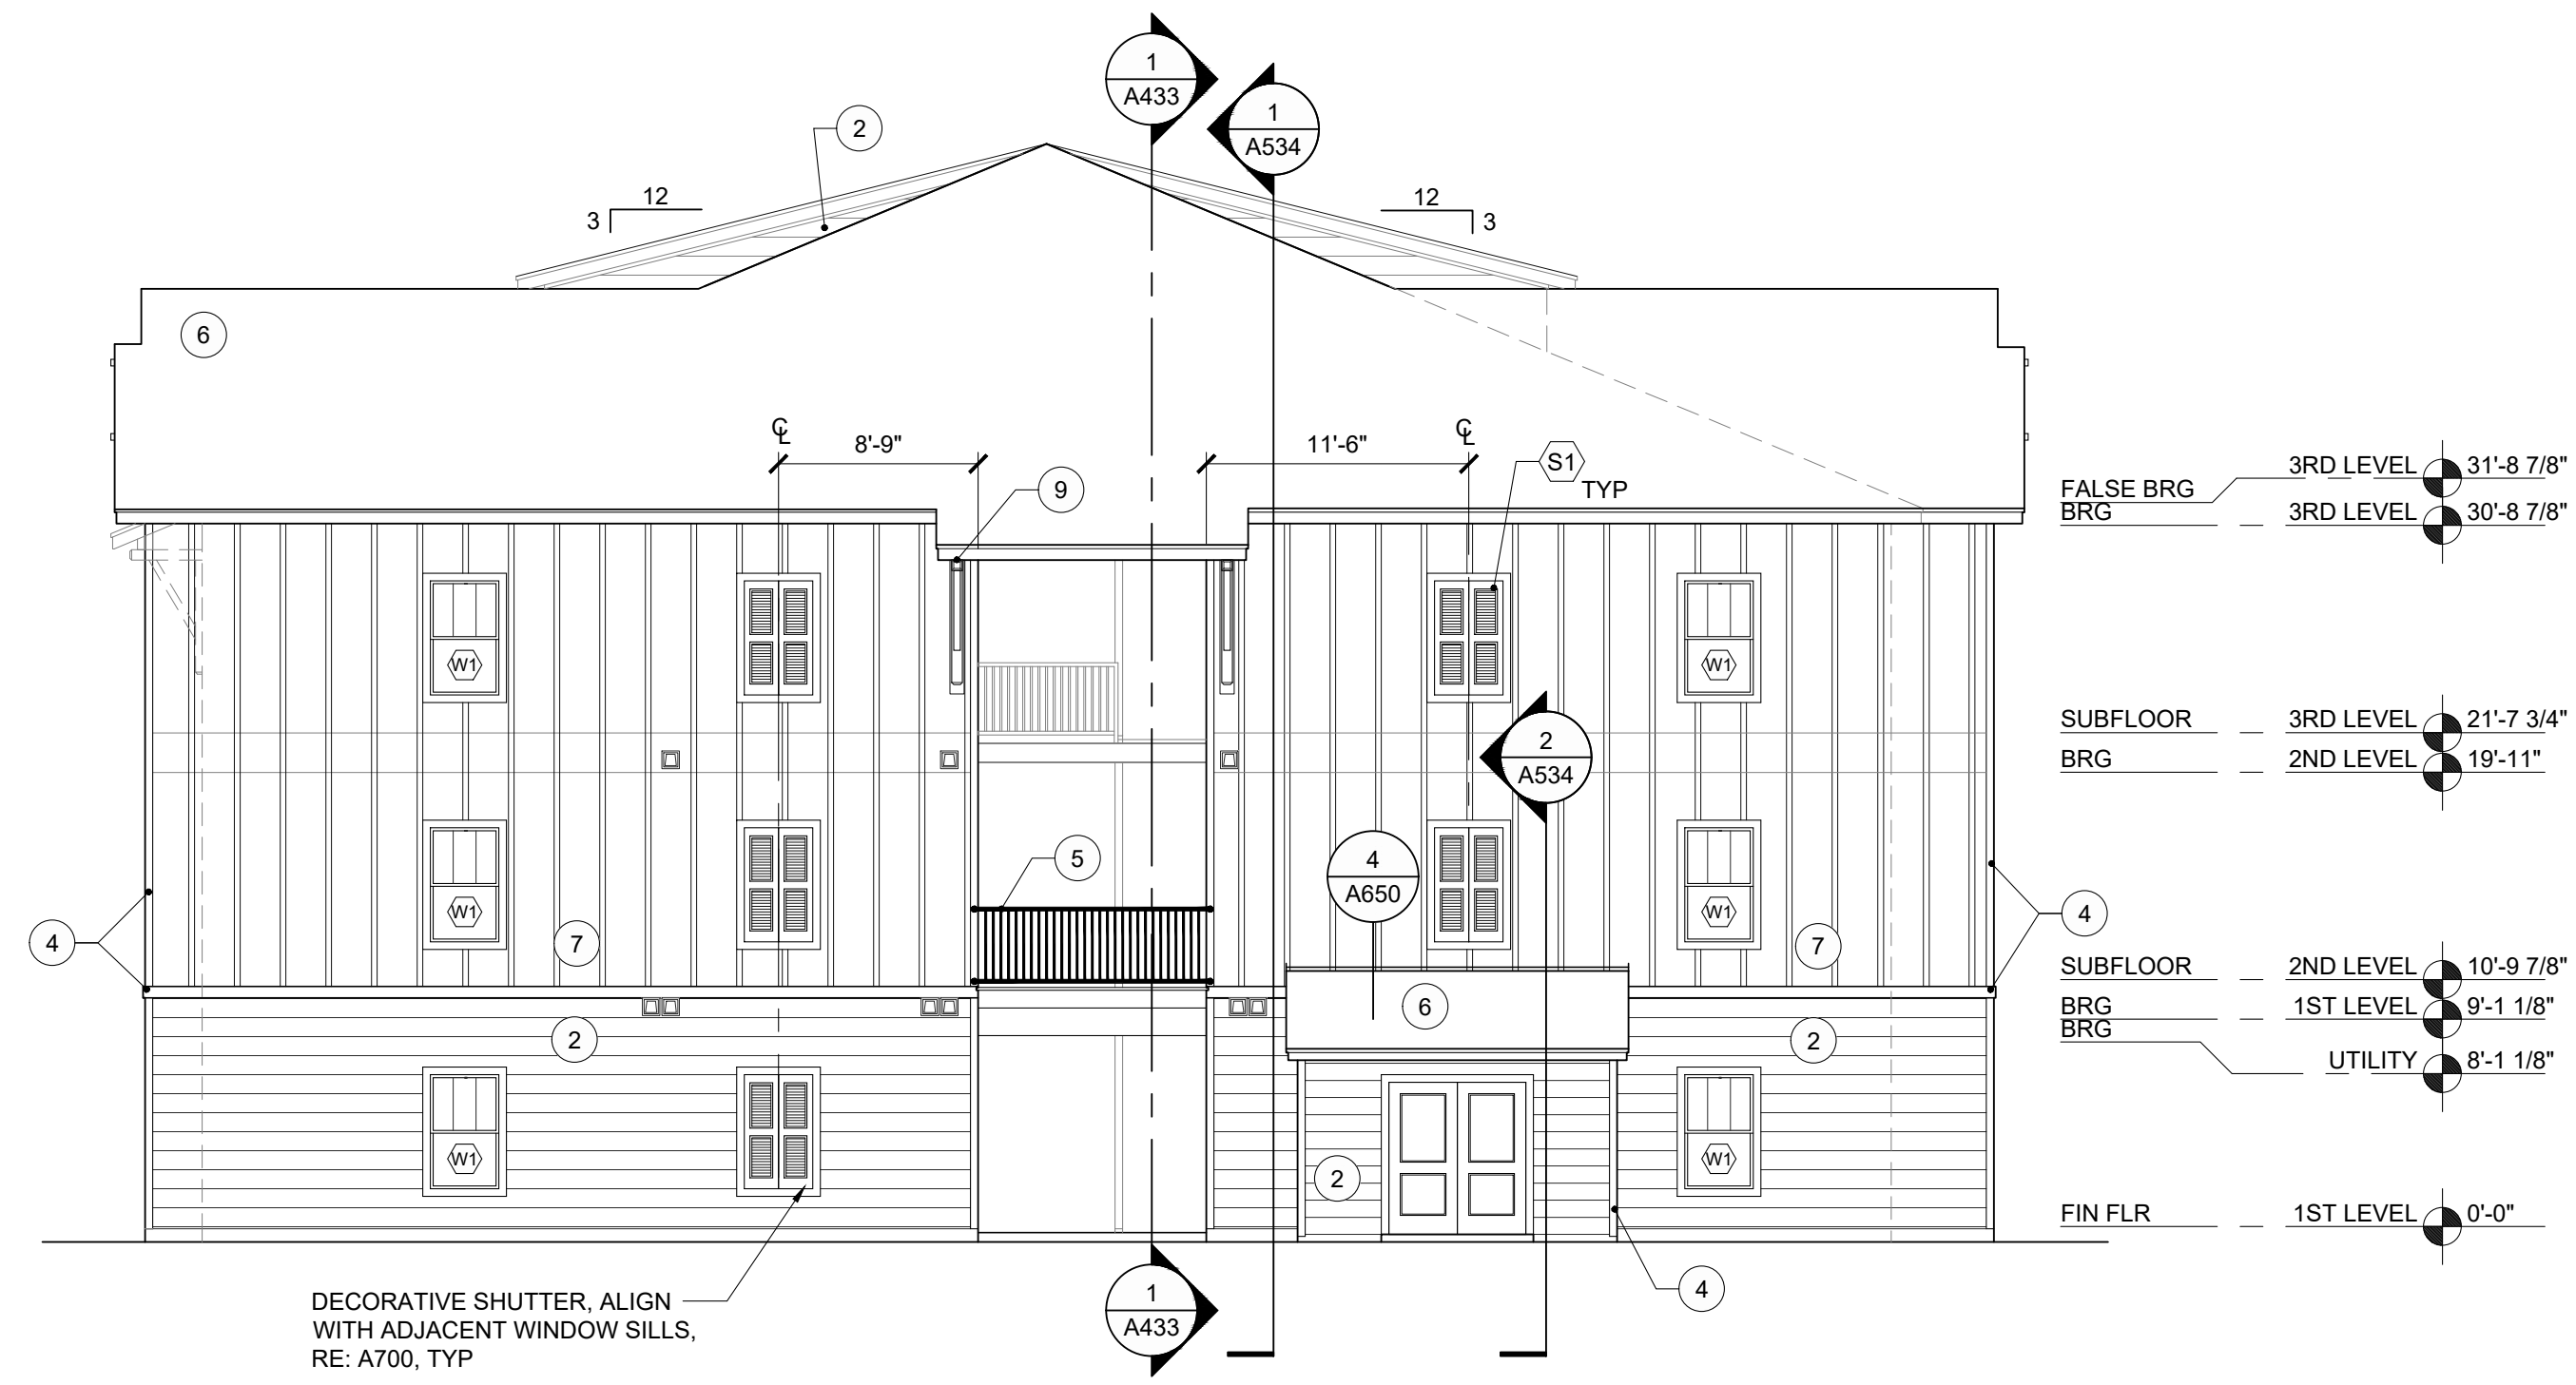 1
A433
1
A534
2
12
3
12
3
6
℄
8'-9"
11'-6"
℄
S1
TYP
9
3RD LEVEL 31'-8 7/8"
FALSE BRG
BRG 3RD LEVEL 30'-8 7/8"
W1
W1
SUBFLOOR 3RD LEVEL 21'-7 3/4"
BRG 2ND LEVEL 19'-11"
2
A534
5
4
A650
W1
W1
4
7
7
4
SUBFLOOR 2ND LEVEL 10'-9 7/8"
BRG 1ST LEVEL 9'-1 1/8"
BRG
UTILITY 8'-1 1/8"
6
2
2
W1
W1
2
FIN FLR 1ST LEVEL 0'-0"
4
1
A433
DECORATIVE SHUTTER, ALIGN
WITH ADJACENT WINDOW SILLS,
RE: A700, TYP